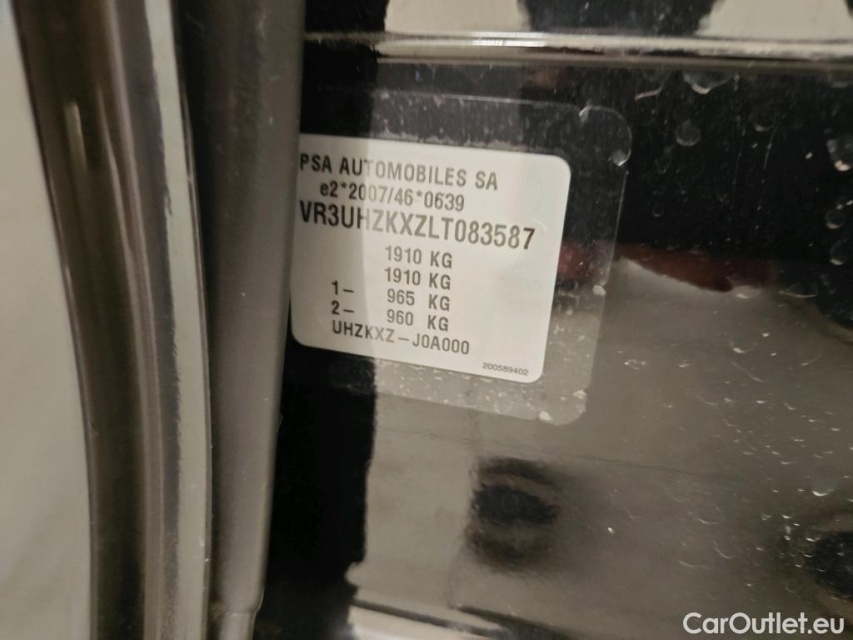 PSA AUTOMOBILES SA
e2*2007/46*0639
VR3UHZKXZLT083587
1910 KG
1910 KG
1- 965 KG
2- 960 KG
UHZKXZ-J0A000
200589402
CarOutlet.eu